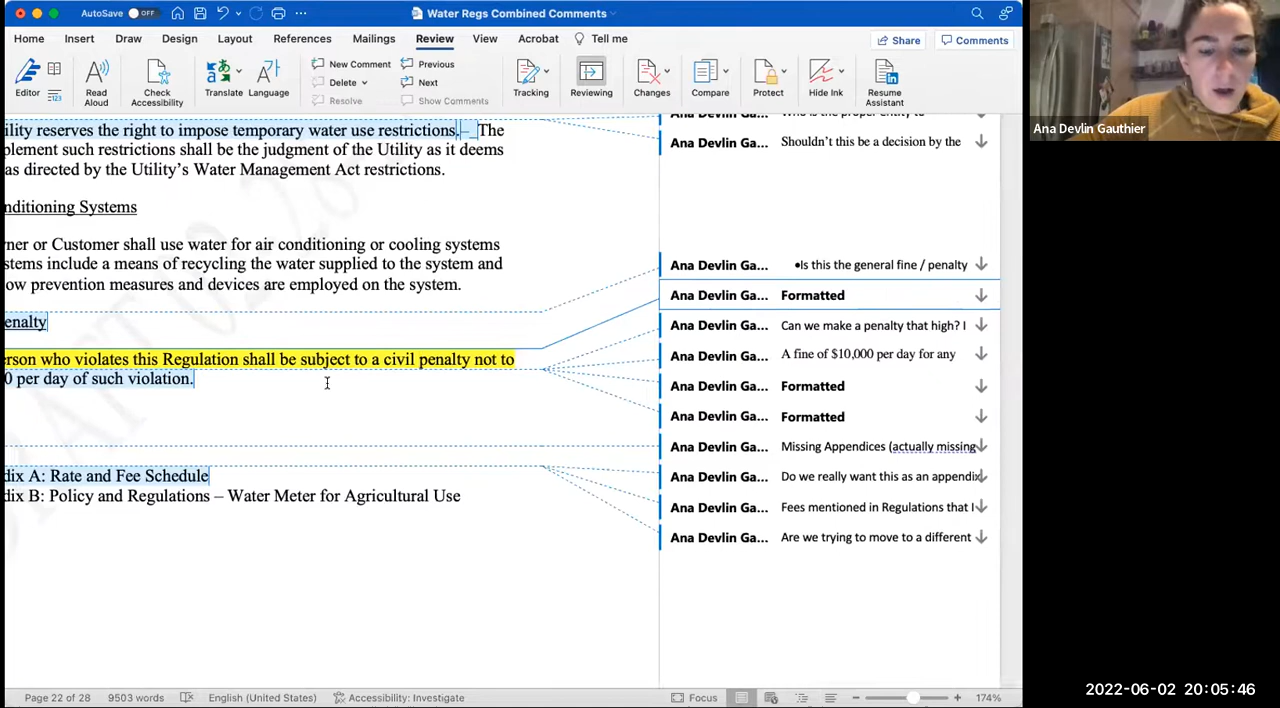 AutoSave OFF
Water Regs Combined Comments
Home Insert Draw Design Layout References Mailings Review View Acrobat Tell me
Share Comments
Editor
Read Aloud
Check Accessibility
Translate Language
New Comment
Delete
Resolve
Previous
Next
Show Comments
Tracking
Reviewing
Changes
Compare
Protect
Hide Ink
Resume Assistant
Ana Devlin Gauthier
ility reserves the right to impose temporary water use restrictions. The
plement such restrictions shall be the judgment of the Utility as it deems
as directed by the Utility's Water Management Act restrictions.
nditioning Systems
ner or Customer shall use water for air conditioning or cooling systems
stems include a means of recycling the water supplied to the system and
ow prevention measures and devices are employed on the system.
enalty
erson who violates this Regulation shall be subject to a civil penalty not to
0 per day of such violation.
dix A: Rate and Fee Schedule
dix B: Policy and Regulations – Water Meter for Agricultural Use
Who is the proper entity to
Ana Devlin Ga... Shouldn't this be a decision by the
Ana Devlin Ga... •Is this the general fine / penalty
Ana Devlin Ga... Formatted
Ana Devlin Ga... Can we make a penalty that high? I
Ana Devlin Ga... A fine of $10,000 per day for any
Ana Devlin Ga... Formatted
Ana Devlin Ga... Formatted
Ana Devlin Ga... Missing Appendices (actually missing
Ana Devlin Ga... Do we really want this as an appendix
Ana Devlin Ga... Fees mentioned in Regulations that I
Ana Devlin Ga... Are we trying to move to a different
Page 22 of 28 9503 words English (United States) Accessibility: Investigate Focus 174%
2022-06-02 20:05:46